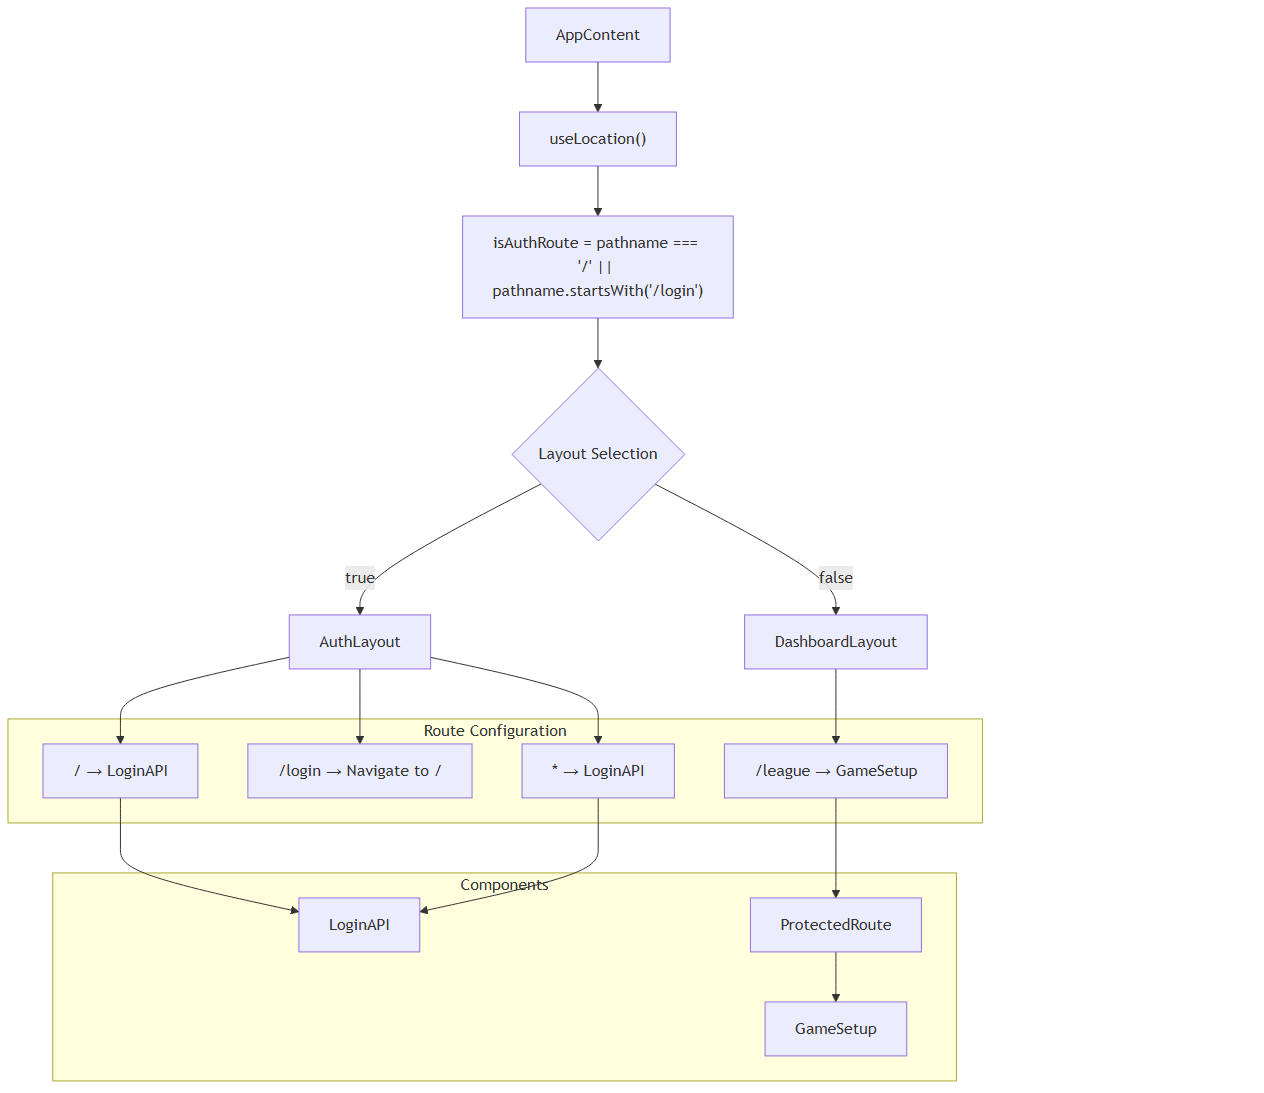 AppContent
useLocation()
isAuthRoute = pathname ===
'/' ||
pathname.startsWith('/login')
Layout Selection
true
false
AuthLayout
DashboardLayout
Route Configuration
/ → LoginAPI
/login → Navigate to /
* → LoginAPI
/league → GameSetup
Components
LoginAPI
ProtectedRoute
GameSetup